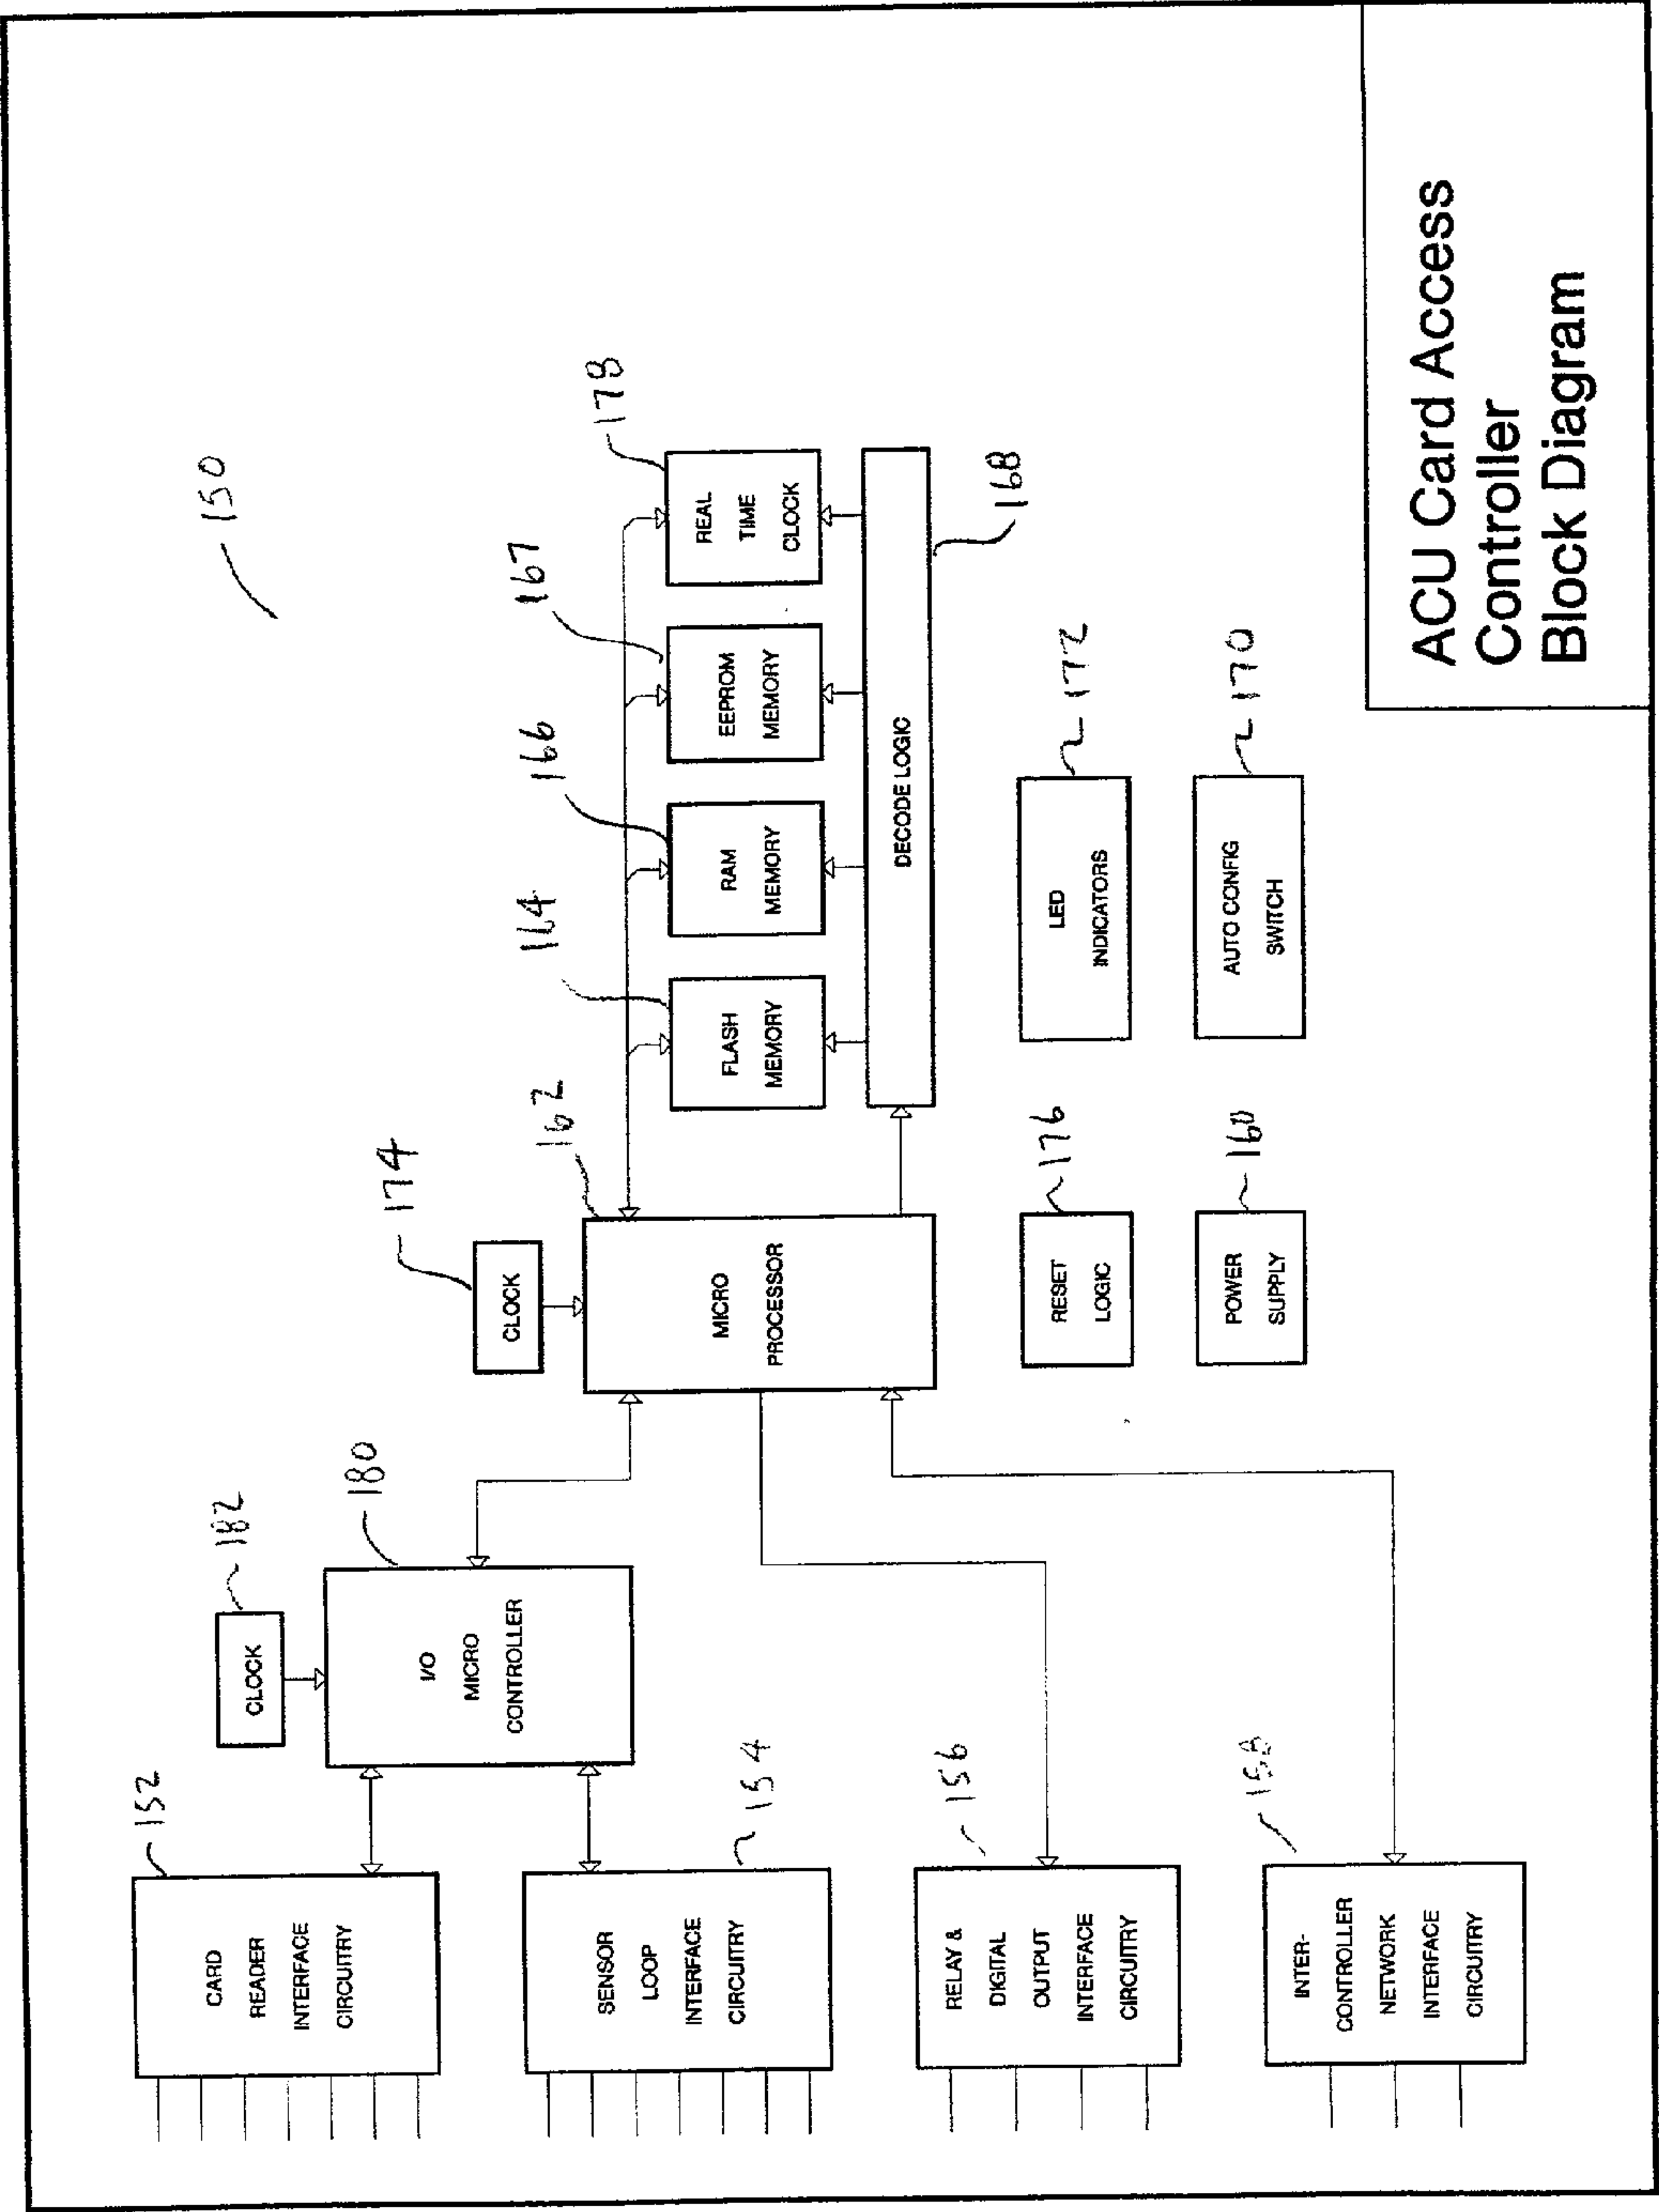 150
182
CLOCK
152
CARD
READER
INTERFACE
CIRCUITRY
180
I/O
MICRO
CONTROLLER
174
CLOCK
162
MICRO
PROCESSOR
164
FLASH
MEMORY
166
RAM
MEMORY
167
EEPROM
MEMORY
178
REAL
TIME
CLOCK
DECODE LOGIC
168
154
SENSOR
LOOP
INTERFACE
CIRCUITRY
156
RELAY &
DIGITAL
OUTPUT
INTERFACE
CIRCUITRY
158
INTER-
CONTROLLER
NETWORK
INTERFACE
CIRCUITRY
176
RESET
LOGIC
172
LED
INDICATORS
160
POWER
SUPPLY
170
AUTO CONFIG
SWITCH
ACU Card Access
Controller
Block Diagram